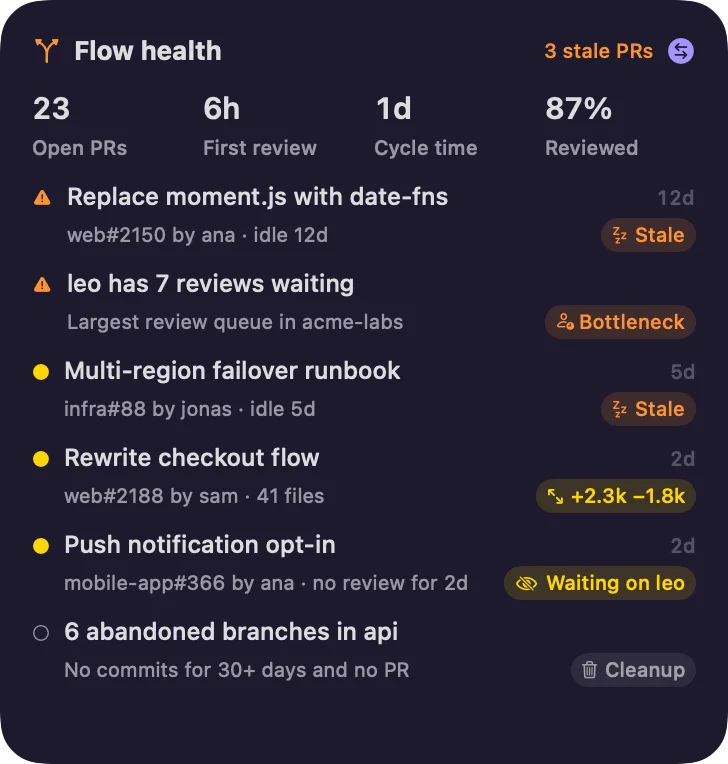 Flow health
3 stale PRs
23
6h
1d
87%
Open PRs
First review
Cycle time
Reviewed
Replace moment.js with date-fns
12d
web#2150 by ana · idle 12d
Stale
leo has 7 reviews waiting
Largest review queue in acme-labs
Bottleneck
Multi-region failover runbook
5d
infra#88 by jonas · idle 5d
Stale
Rewrite checkout flow
2d
web#2188 by sam · 41 files
+2.3k −1.8k
Push notification opt-in
2d
mobile-app#366 by ana · no review for 2d
Waiting on leo
6 abandoned branches in api
No commits for 30+ days and no PR
Cleanup